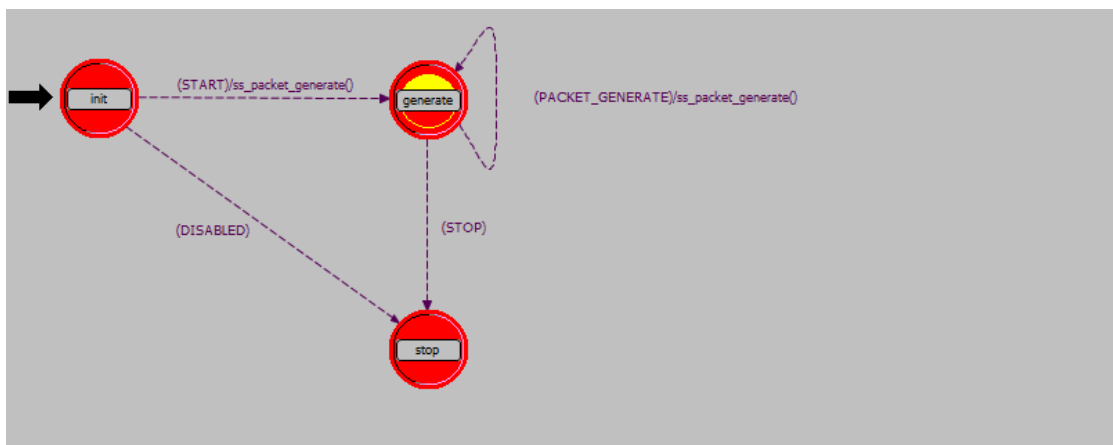 (START)/ss_packet_generate()
init
generate
(PACKET_GENERATE)/ss_packet_generate()
(DISABLED)
(STOP)
stop